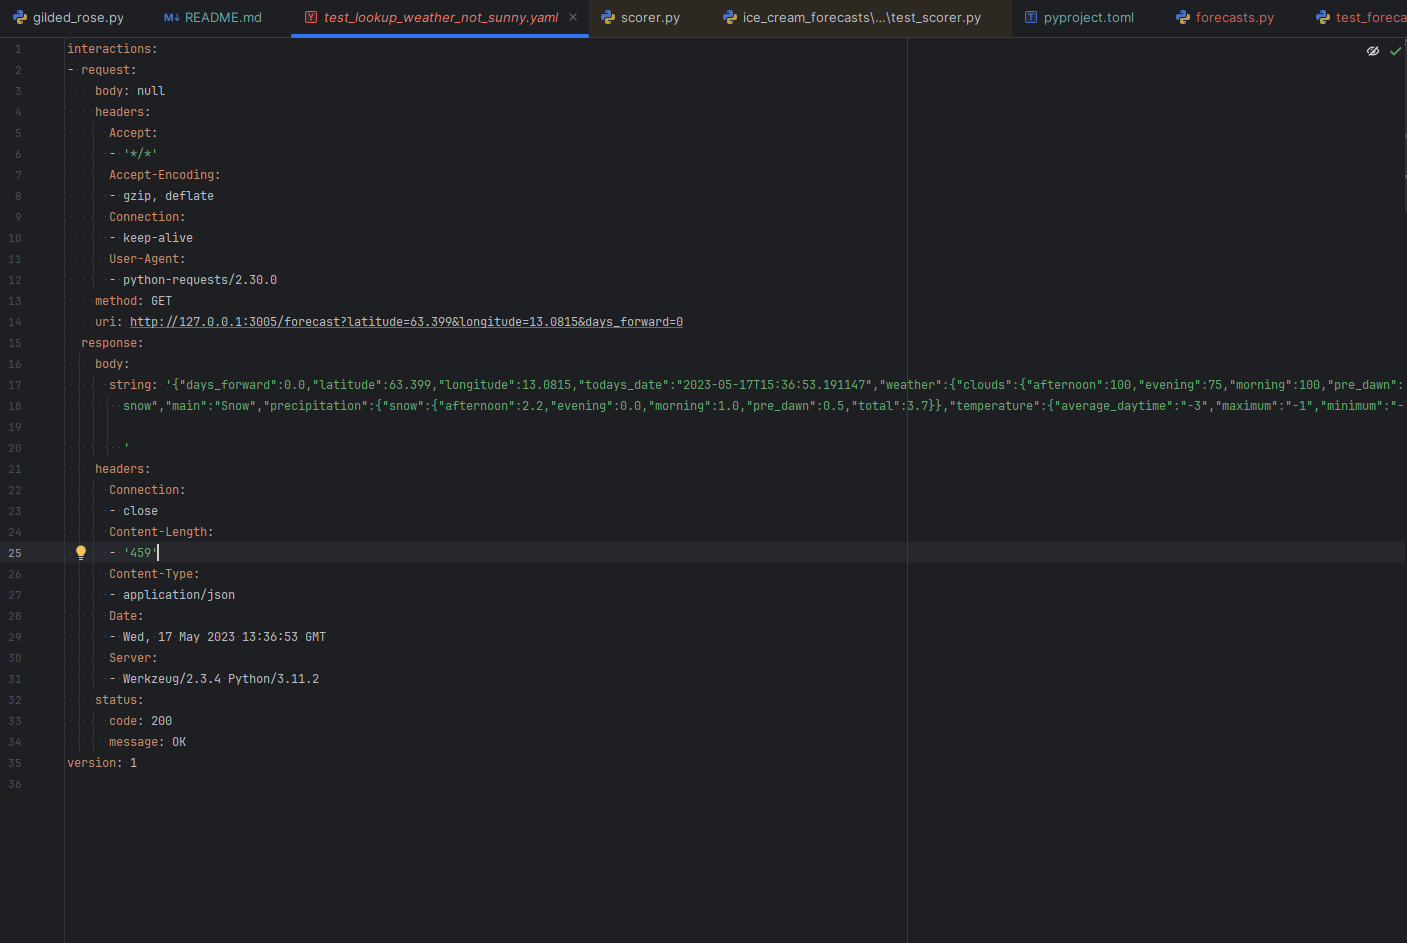 gilded_rose.py README.md test_lookup_weather_not_sunny.yaml scorer.py ice_cream_forecasts\...\test_scorer.py pyproject.toml forecasts.py test_foreca
1 interactions:
2 - request:
3 body: null
4 headers:
5 Accept:
6 - '*/*'
7 Accept-Encoding:
8 - gzip, deflate
9 Connection:
10 - keep-alive
11 User-Agent:
12 - python-requests/2.30.0
13 method: GET
14 uri: http://127.0.0.1:3005/forecast?latitude=63.399&longitude=13.0815&days_forward=0
15 response:
16 body:
17 string: '{"days_forward":0.0,"latitude":63.399,"longitude":13.0815,"todays_date":"2023-05-17T15:36:53.191147","weather":{"clouds":{"afternoon":100,"evening":75,"morning":100,"pre_dawn":
18 snow","main":"Snow","precipitation":{"snow":{"afternoon":2.2,"evening":0.0,"morning":1.0,"pre_dawn":0.5,"total":3.7}},"temperature":{"average_daytime":"-3","maximum":"-1","minimum":"-
19
20 '
21 headers:
22 Connection:
23 - close
24 Content-Length:
25 - '459'
26 Content-Type:
27 - application/json
28 Date:
29 - Wed, 17 May 2023 13:36:53 GMT
30 Server:
31 - Werkzeug/2.3.4 Python/3.11.2
32 status:
33 code: 200
34 message: OK
35 version: 1
36